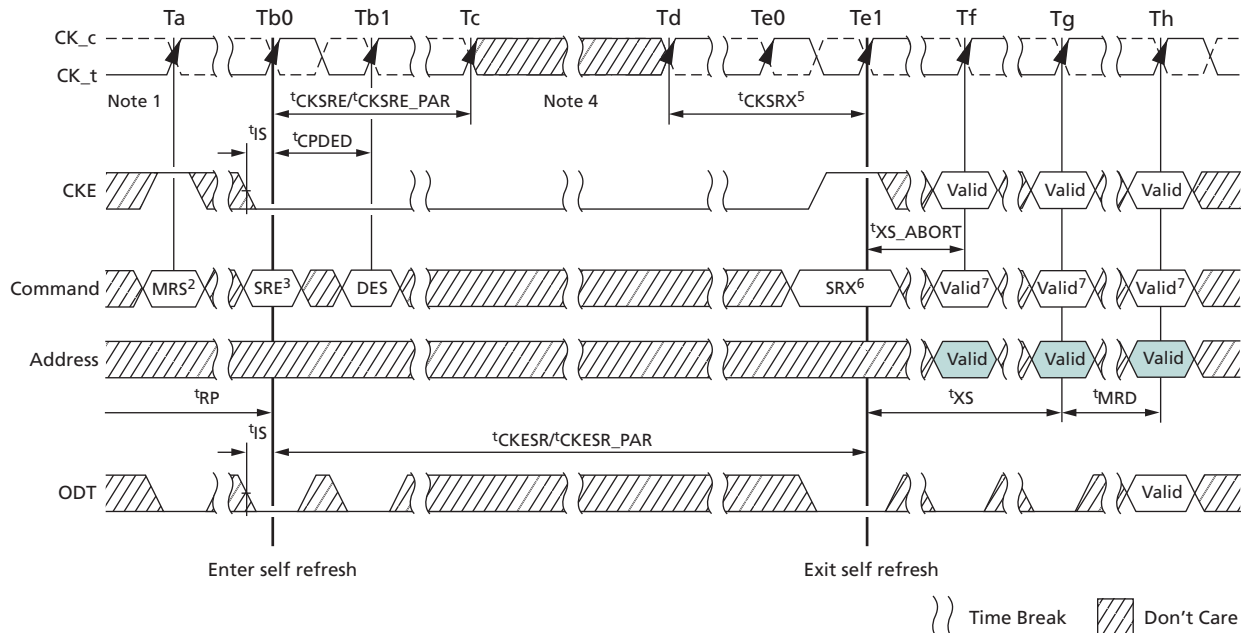 Ta Tb0 Tb1 Tc Td Te0 Te1 Tf Tg Th
CK_c
CK_t
Note 1 tCKSRE/tCKSRE_PAR Note 4 tCKSRX5
tIS tCPDED
CKE Valid Valid Valid
tXS_ABORT
Command MRS2 SRE3 DES SRX6 Valid7 Valid7 Valid7
Address Valid Valid Valid
tRP tXS tMRD
tIS tCKESR/tCKESR_PAR
ODT Valid
Enter self refresh Exit self refresh
Time Break Don't Care